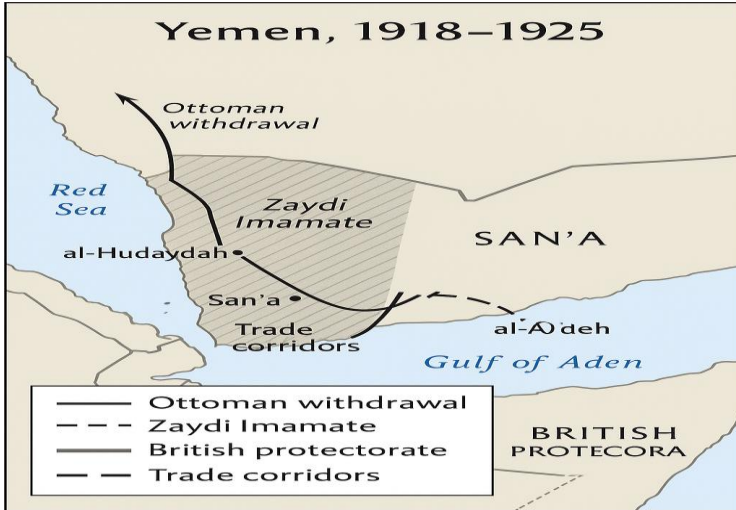 Yemen, 1918–1925
Ottoman
withdrawal
Red
Sea
Zaydi
Imamate
SAN’A
al-Hudaydah
San’a
Trade
corridors
Gulf of Aden
Ottoman withdrawal
Zaydi Imamate
British protectorate
Trade corridors
BRITISH
PROTECORA